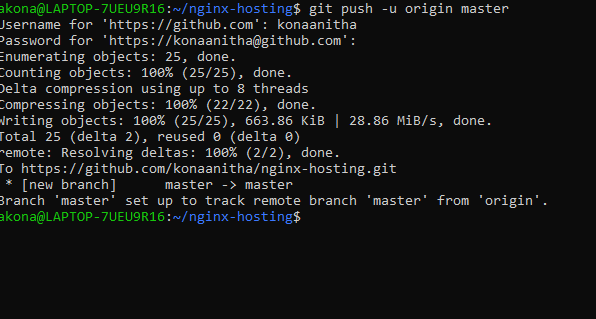 akona@LAPTOP-7UEU9R16:~/nginx-hosting$ git push -u origin master
Username for 'https://github.com': konaanitha
Password for 'https://konaanitha@github.com':
Enumerating objects: 25, done.
Counting objects: 100% (25/25), done.
Delta compression using up to 8 threads
Compressing objects: 100% (22/22), done.
Writing objects: 100% (25/25), 663.86 KiB | 28.86 MiB/s, done.
Total 25 (delta 2), reused 0 (delta 0)
remote: Resolving deltas: 100% (2/2), done.
To https://github.com/konaanitha/nginx-hosting.git
 * [new branch]      master -> master
Branch 'master' set up to track remote branch 'master' from 'origin'.
akona@LAPTOP-7UEU9R16:~/nginx-hosting$